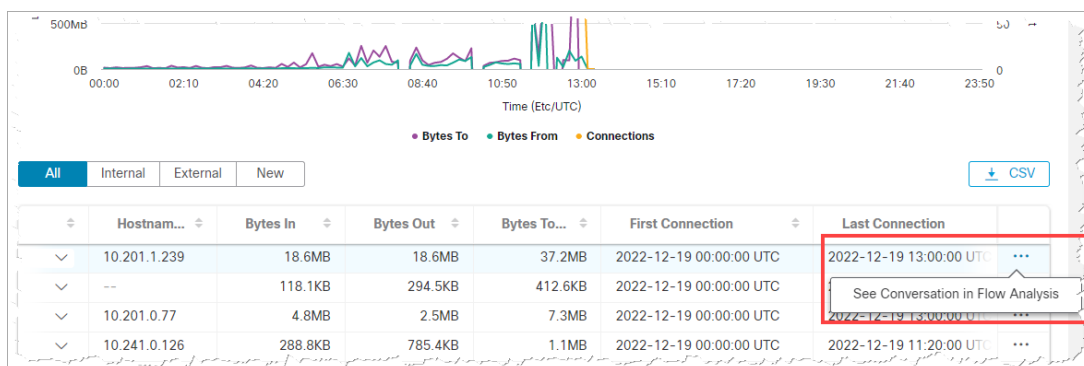 500MB
0B
0
00:00 02:10 04:20 06:30 08:40 10:50 13:00 15:10 17:20 19:30 21:40 23:50
Time (Etc/UTC)
Bytes To Bytes From Connections
All Internal External New CSV
Hostnam... Bytes In Bytes Out Bytes To... First Connection Last Connection
10.201.1.239 18.6MB 18.6MB 37.2MB 2022-12-19 00:00:00 UTC 2022-12-19 13:00:00 UTC ...
-- 118.1KB 294.5KB 412.6KB 2022-12-19 00:00:00 UTC
See Conversation in Flow Analysis
10.201.0.77 4.8MB 2.5MB 7.3MB 2022-12-19 00:00:00 UTC 2022-12-19 13:00:00 UTC ...
10.241.0.126 288.8KB 785.4KB 1.1MB 2022-12-19 00:00:00 UTC 2022-12-19 11:20:00 UTC ...